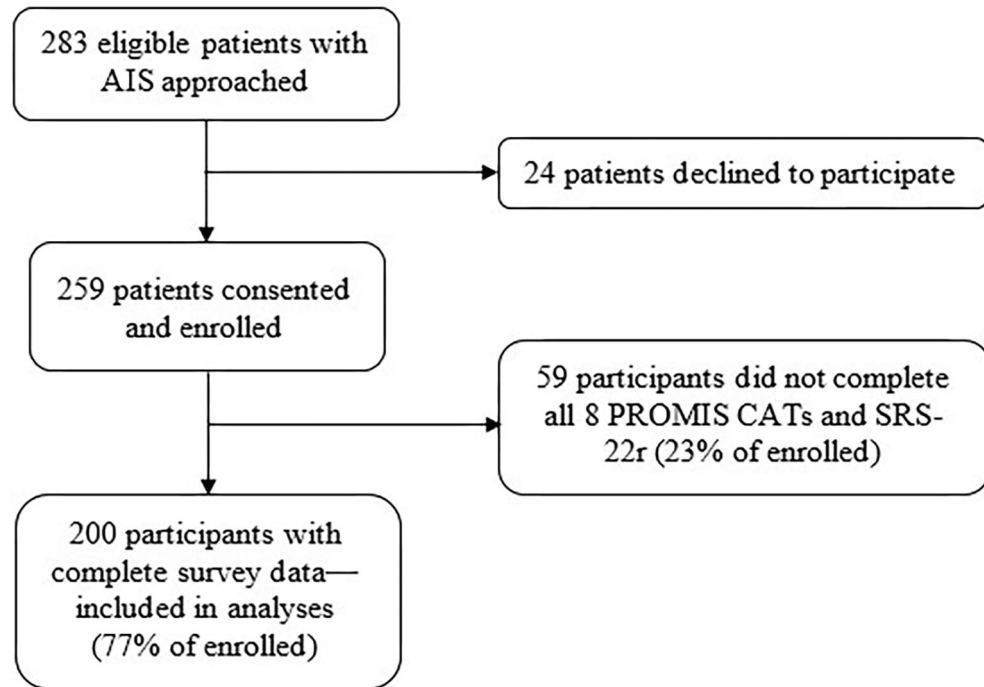 283 eligible patients with
AIS approached
24 patients declined to participate
259 patients consented
and enrolled
59 participants did not complete
all 8 PROMIS CATs and SRS-
22r (23% of enrolled)
200 participants with
complete survey data—
included in analyses
(77% of enrolled)